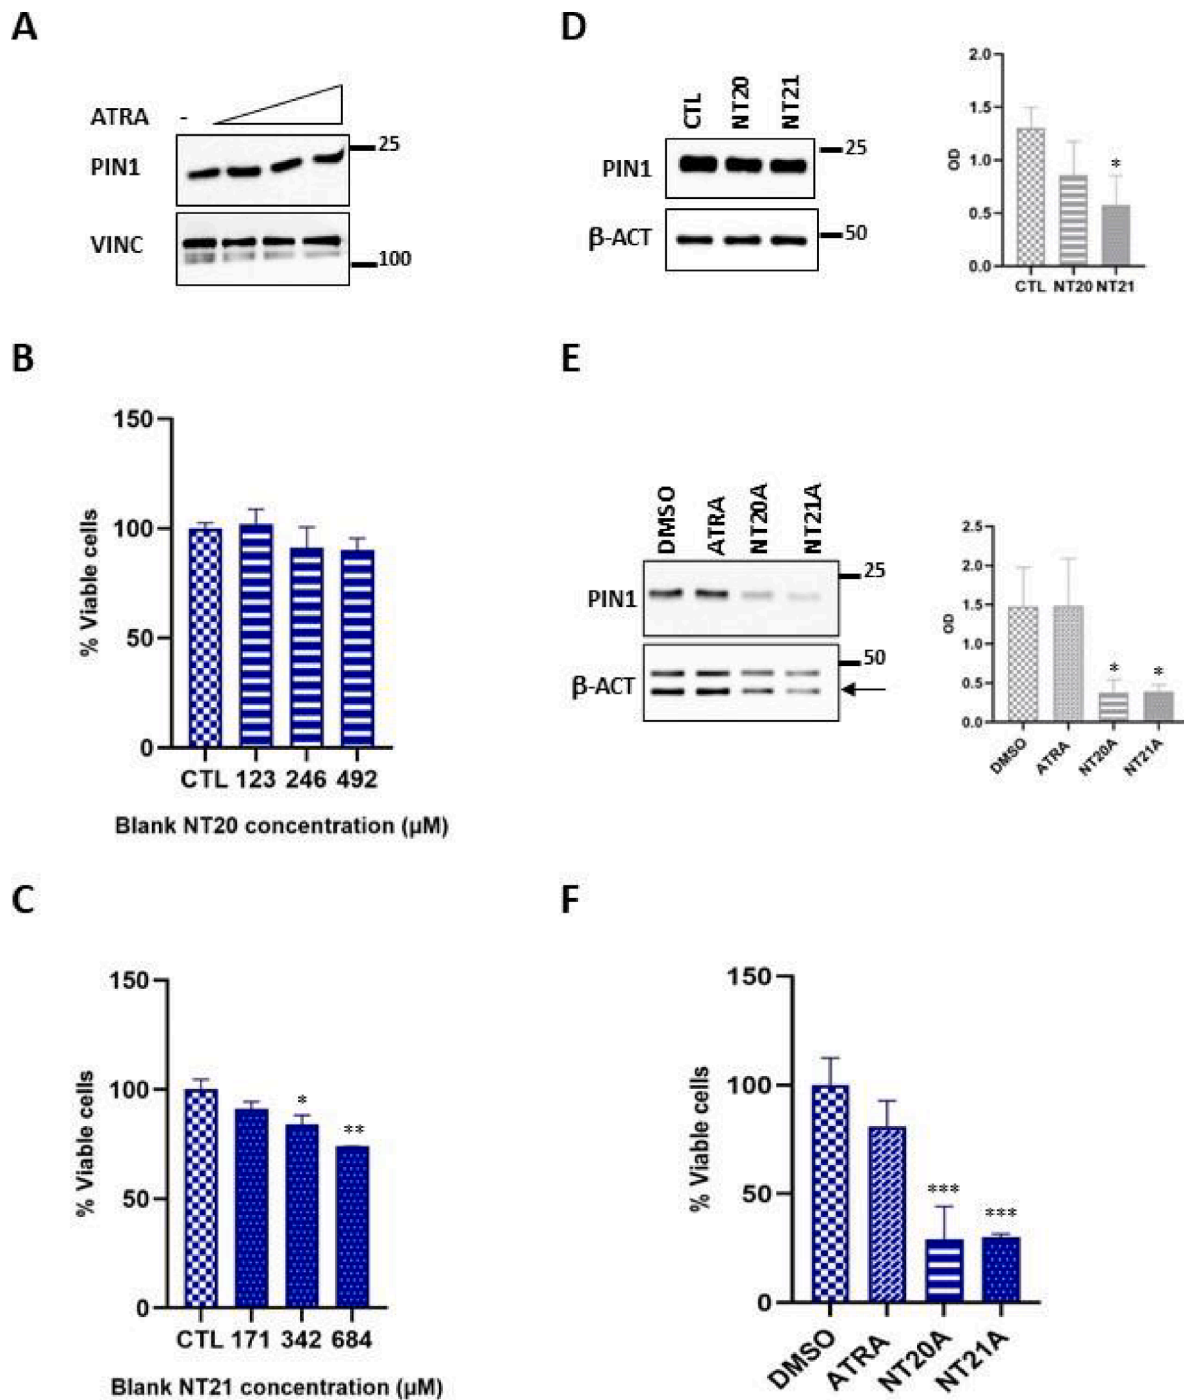 A
ATRA -
25
PIN1
VINC
100
B
150
100
50
0
% Viable cells
CTL 123 246 492
Blank NT20 concentration (µM)
C
150
100
50
0
% Viable cells
*
**
CTL 171 342 684
Blank NT21 concentration (µM)
D
CTL NT20 NT21
25
PIN1
β-ACT
50
2.0
1.5
1.0
0.5
0.0
OD
*
CTL NT20 NT21
E
DMSO ATRA NT20A NT21A
25
PIN1
50
β-ACT
2.5
2.0
1.5
1.0
0.5
0.0
OD
* *
DMSO ATRA NT20A NT21A
F
150
100
50
0
% Viable cells
*** ***
DMSO ATRA NT20A NT21A